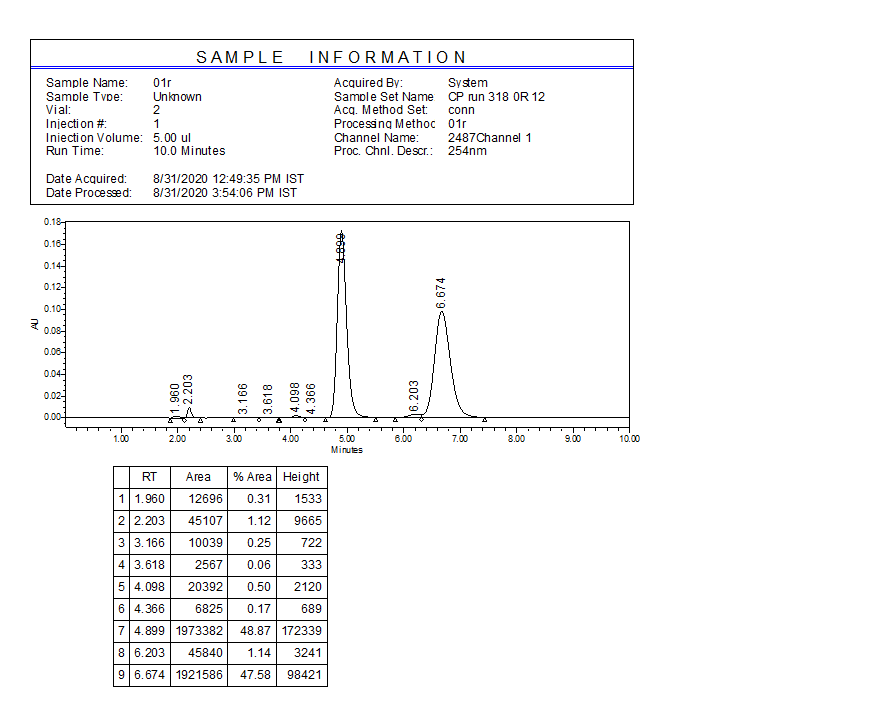 SAMPLE INFORMATION
Sample Name: 01r Acquired By: System
Sample Type: Unknown Sample Set Name CP run 318 0R 12
Vial: 2 Acq. Method Set: conn
Injection #: 1 Processing Method 01r
Injection Volume: 5.00 ul Channel Name: 2487Channel 1
Run Time: 10.0 Minutes Proc. Chnl. Descr.: 254nm
Date Acquired: 8/31/2020 12:49:35 PM IST
Date Processed: 8/31/2020 3:54:06 PM IST
AU
0.18
0.16
0.14
0.12
0.10
0.08
0.06
0.04
0.02
0.00
1.960
2.203
3.166
3.618
4.098
4.366
4.899
6.203
6.674
1.00 2.00 3.00 4.00 5.00 6.00 7.00 8.00 9.00 10.00
Minutes
RT Area % Area Height
1 1.960 12696 0.31 1533
2 2.203 45107 1.12 9665
3 3.166 10039 0.25 722
4 3.618 2567 0.06 333
5 4.098 20392 0.50 2120
6 4.366 6825 0.17 689
7 4.899 1973382 48.87 172339
8 6.203 45840 1.14 3241
9 6.674 1921586 47.58 98421